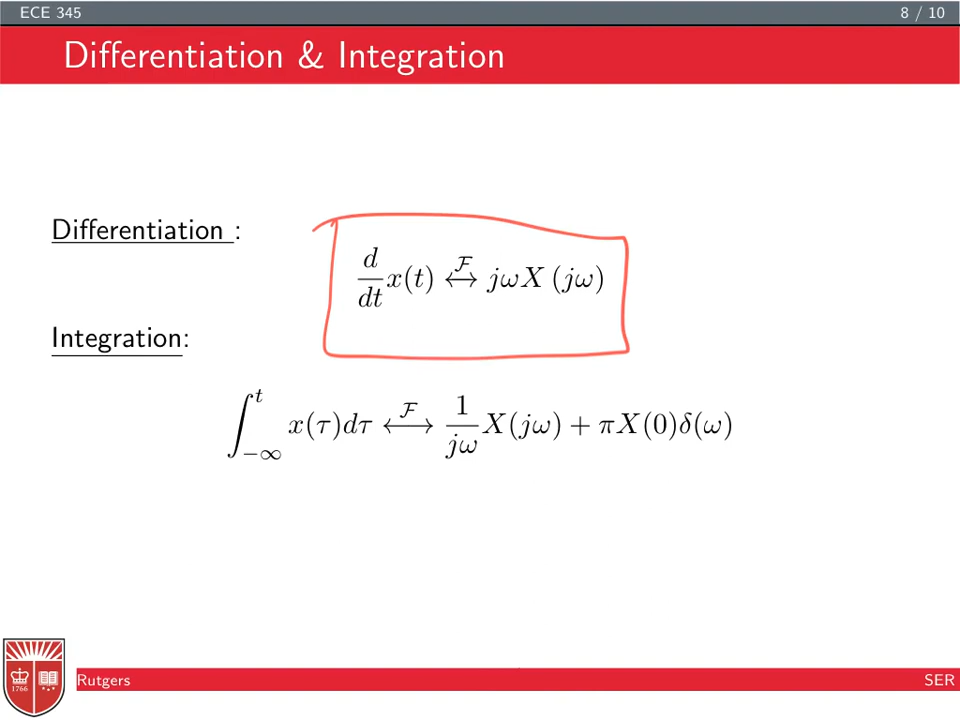 ECE 345 8 / 10
Differentiation & Integration
Differentiation :
d/dt x(t) ℱ↔ jωX (jω)
Integration:
∫_{−∞}^{t} x(τ)dτ ℱ⟷ 1/jω X(jω) + πX(0)δ(ω)
1766
Rutgers SER